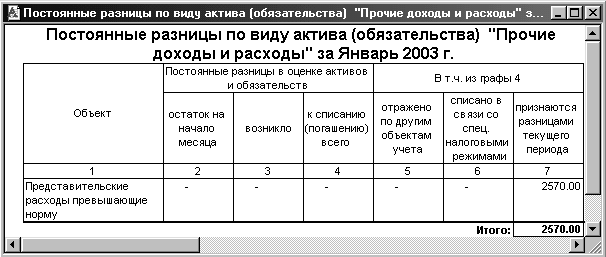 Постоянные разницы по виду актива (обязательства) "Прочие доходы и расходы" з...
Постоянные разницы по виду актива (обязательства) "Прочие
доходы и расходы" за Январь 2003 г.
Объект
Постоянные разницы в оценке активов
и обязательств
В т.ч. из графы 4
остаток на
начало
месяца
возникло
к списанию
(погашению)
всего
отражено
по другим
объектам
учета
списано в
связи со
спец.
налоговыми
режимами
признаются
разницами
текущего
периода
1 2 3 4 5 6 7
Представительские - - - - - 2570.00
расходы превышающие
норму
Итого: 2570.00